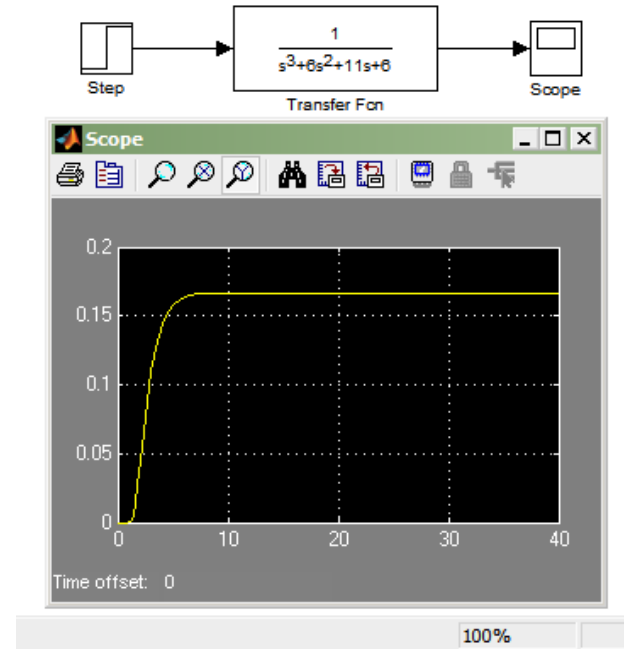 1
s³+6s²+11s+6
Step
Transfer Fcn
Scope
Scope
0.2
0.15
0.1
0.05
0
0 10 20 30 40
Time offset: 0
100%